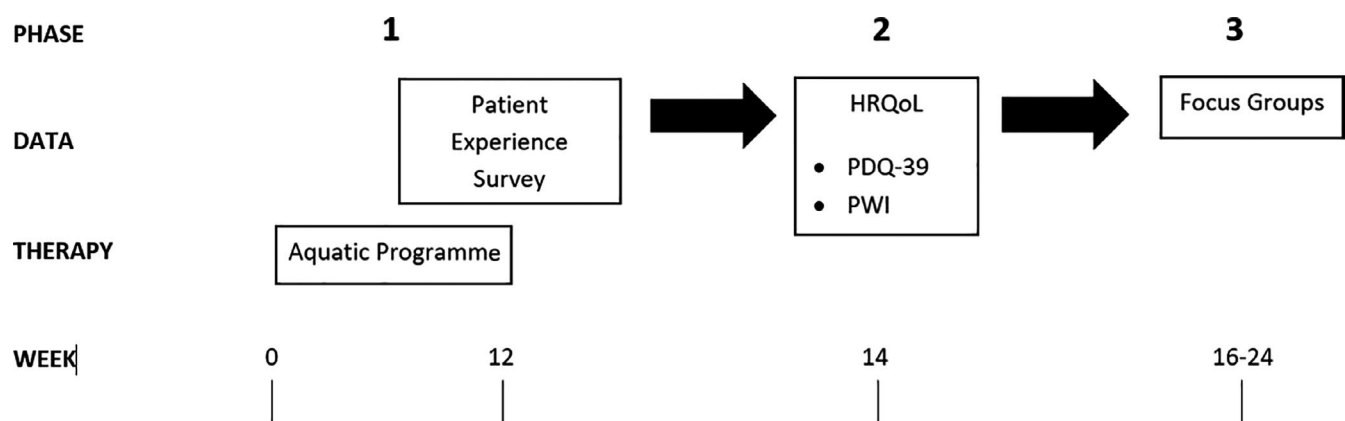 PHASE 1 2 3
DATA
Patient
Experience
Survey
HRQoL
• PDQ-39
• PWI
Focus Groups
THERAPY
Aquatic Programme
WEEK 0 12 14 16-24